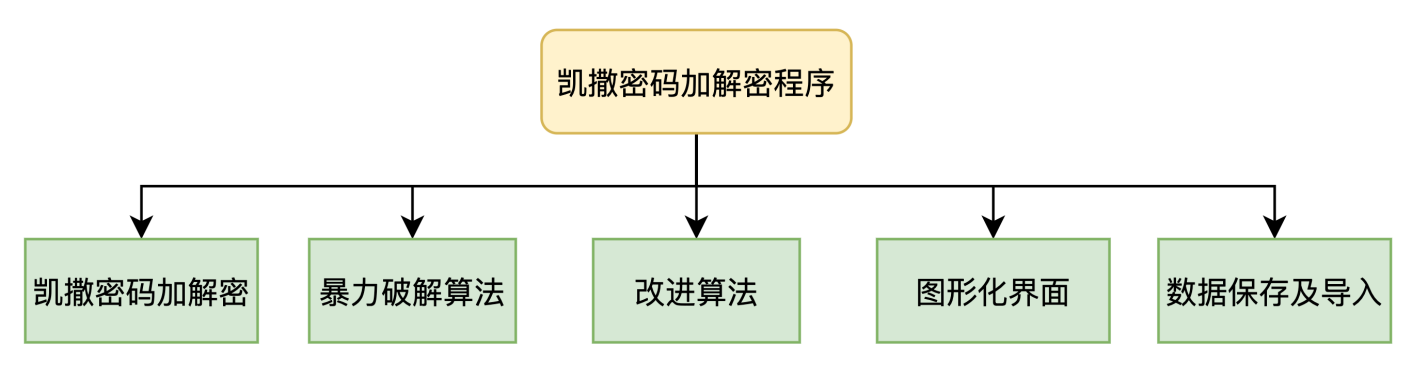 凯撒密码加解密程序
凯撒密码加解密
暴力破解算法
改进算法
图形化界面
数据保存及导入